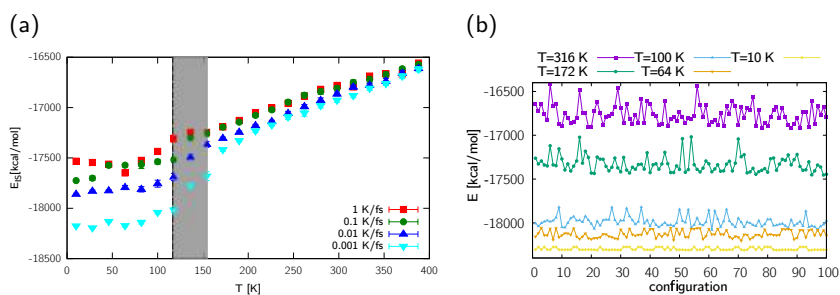 (a)
-16500
-17000
-17500
-18000
-18500
0
50
100
150
200
250
300
350
400
E_IS [kcal/mol]
T [K]
1 K/fs
0.1 K/fs
0.01 K/fs
0.001 K/fs
(b)
T=316 K
T=100 K
T=10 K
T=172 K
T=64 K
-16500
-17000
-17500
-18000
0
10
20
30
40
50
60
70
80
90
100
E [kcal/mol]
configuration